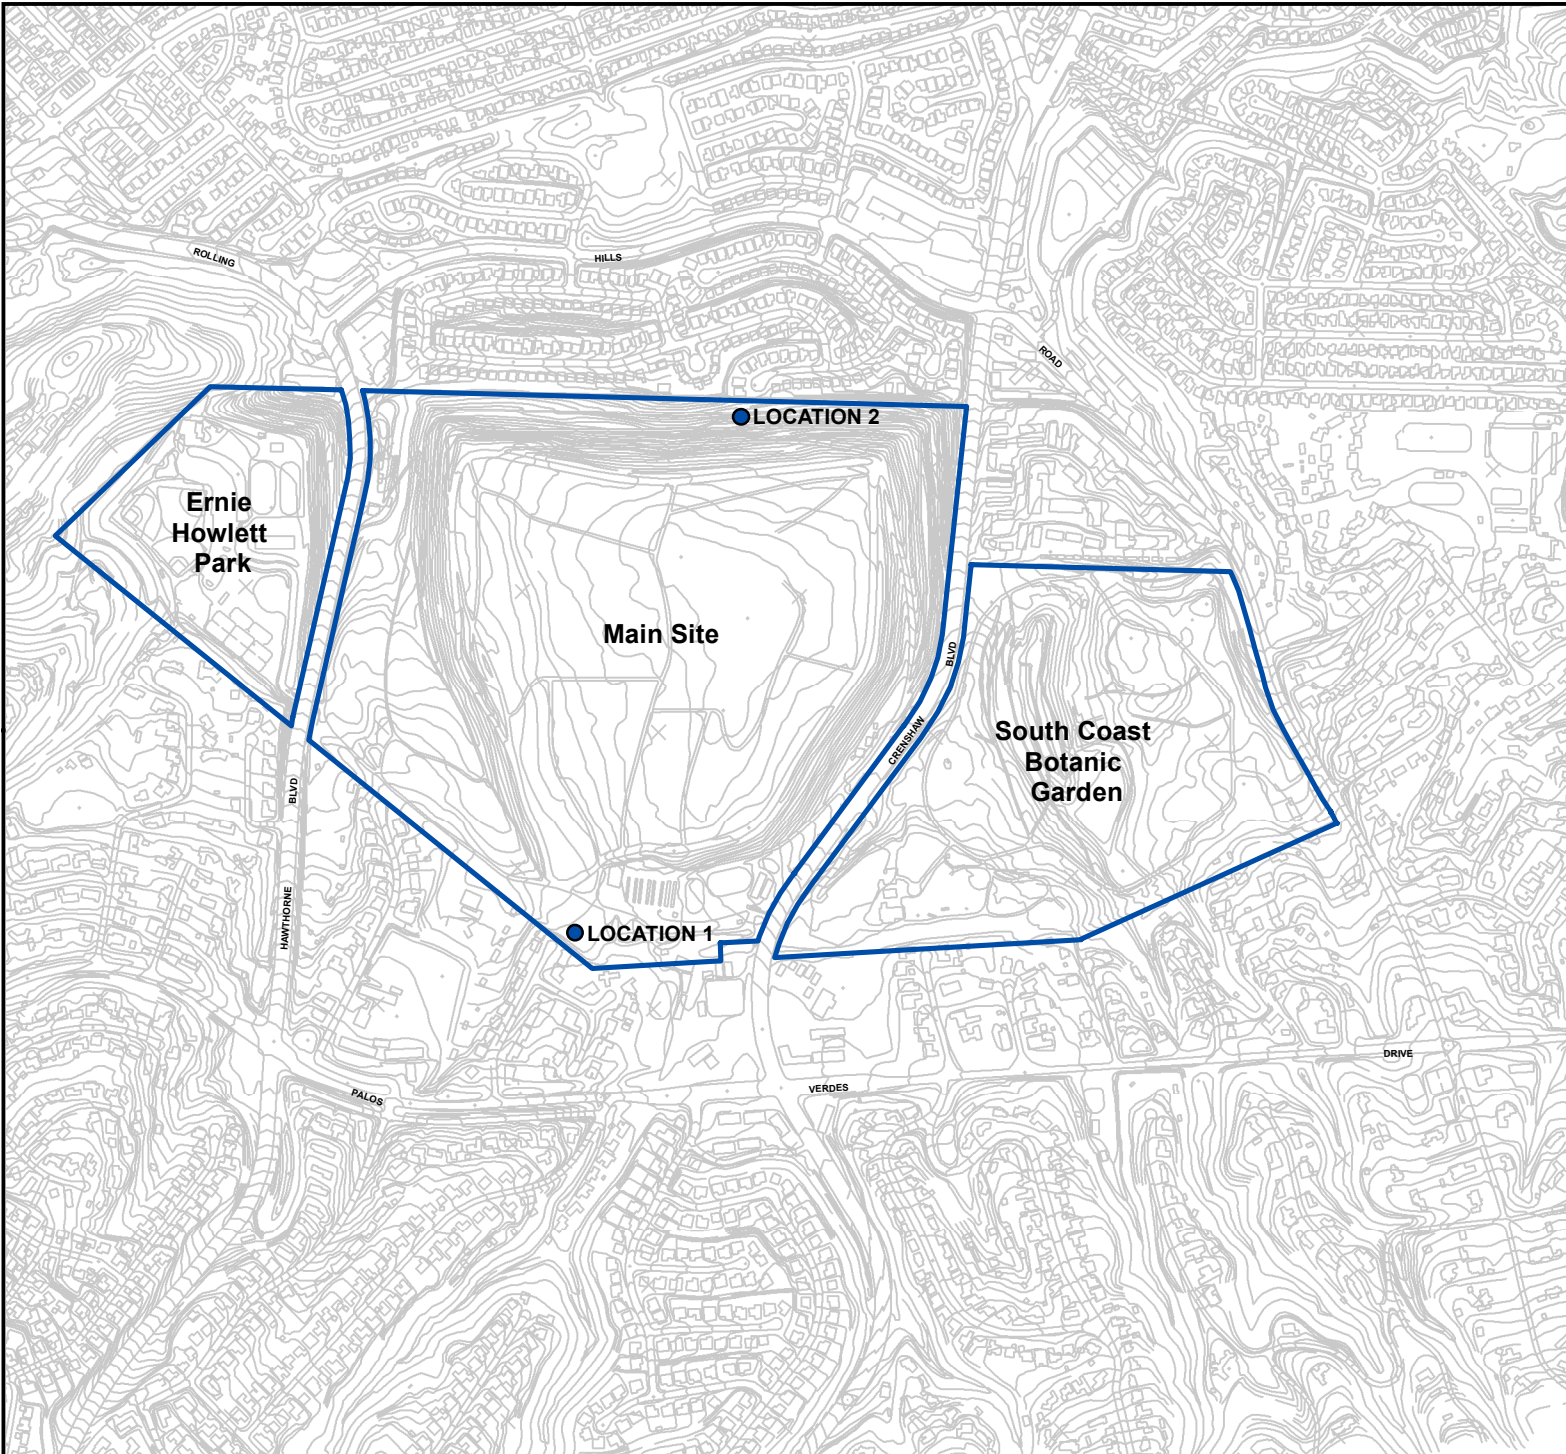 ROLLING
HILLS
ROAD
LOCATION 2
Ernie
Howlett
Park
Main Site
BLVD
CRENSHAW
South Coast
Botanic
Garden
BLVD
HAWTHORNE
LOCATION 1
PALOS
VERDES
DRIVE